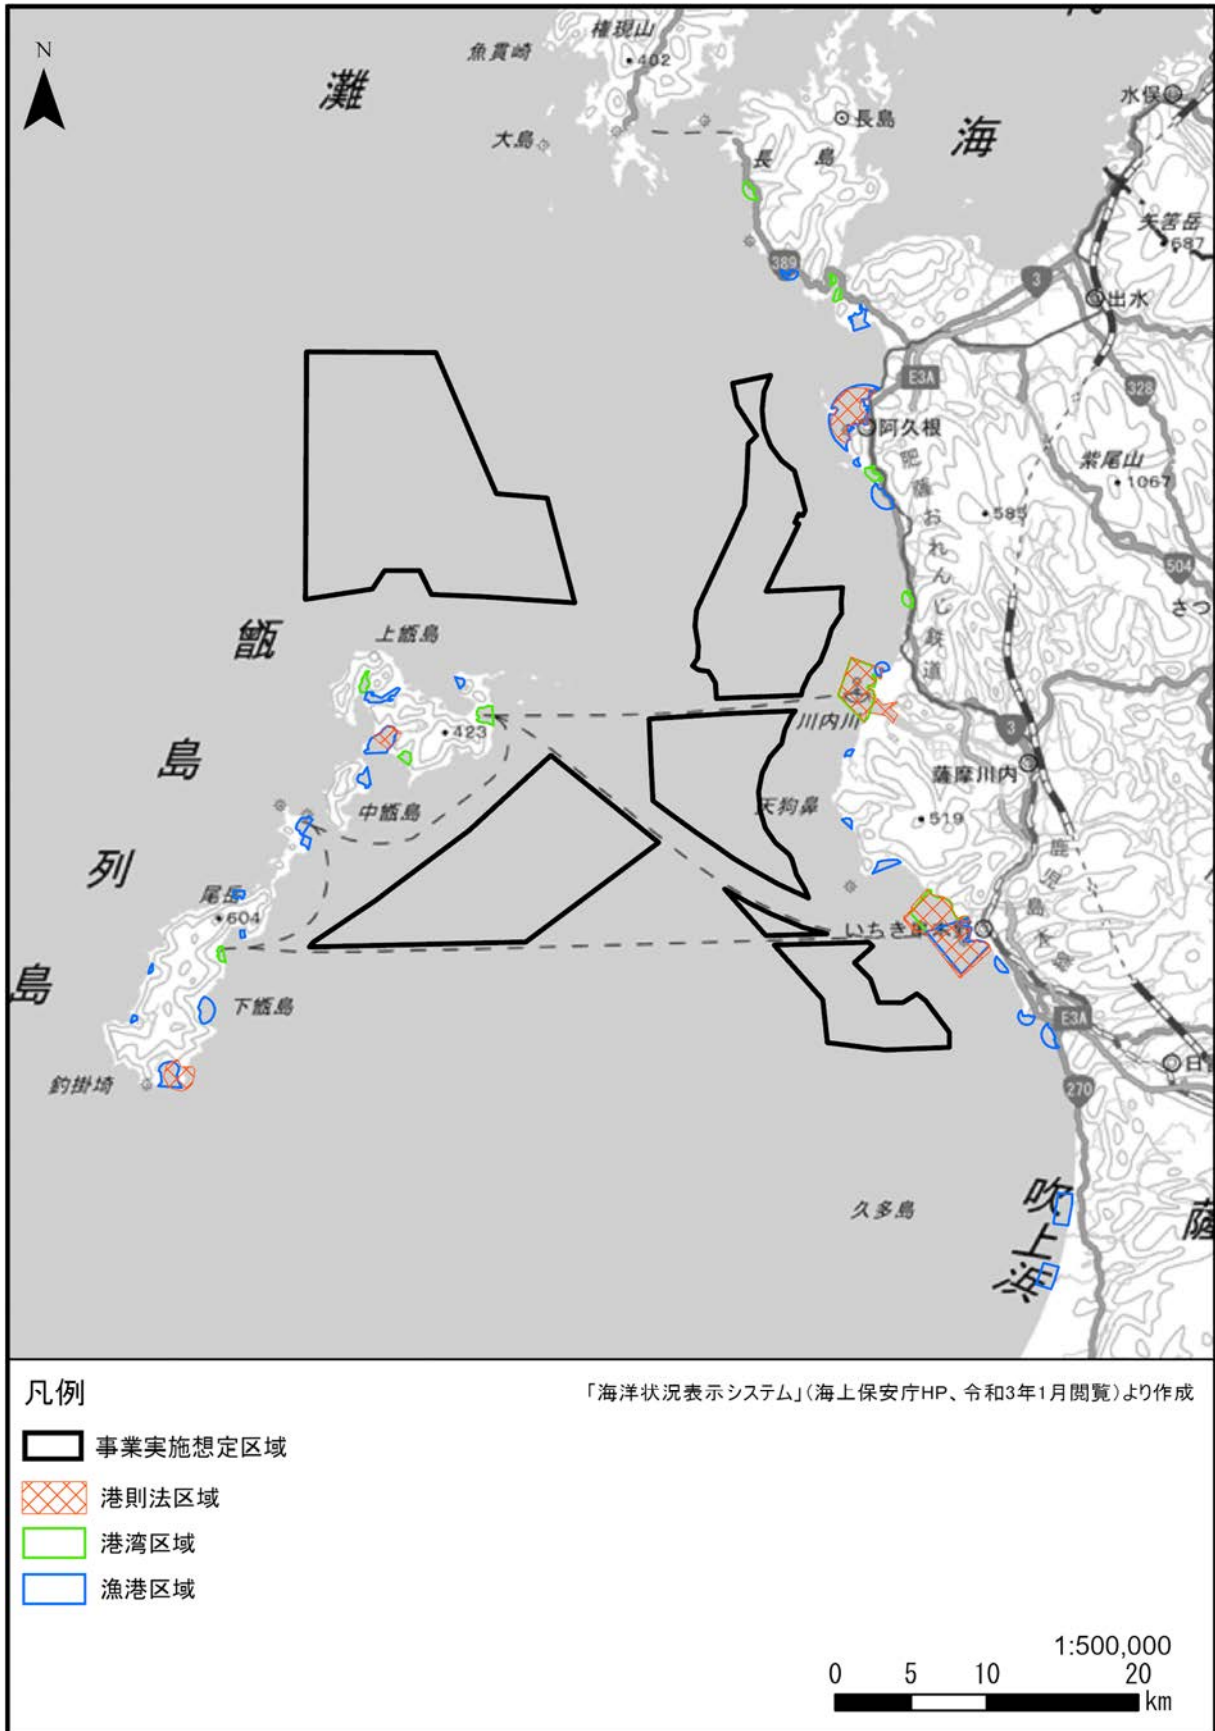 N
灘
魚貫崎
権現山
402
大島
長島
長島
海
水俣
矢筈岳
687
389
3
出水
E3A
328
阿久根
紫尾山
1067
肥薩おれんじ鉄道
585
504
さつ
甑
上甑島
423
川内川
3
島
薩摩川内
中甑島
天狗鼻
519
列
鹿児島本線
尾岳
604
いちき串木野
島
下甑島
E3A
日
釣掛埼
270
久多島
吹上浜
薩
凡例
「海洋状況表示システム」(海上保安庁HP、令和3年1月閲覧)より作成
事業実施想定区域
港則法区域
港湾区域
漁港区域
1:500,000
0 5 10 20
km